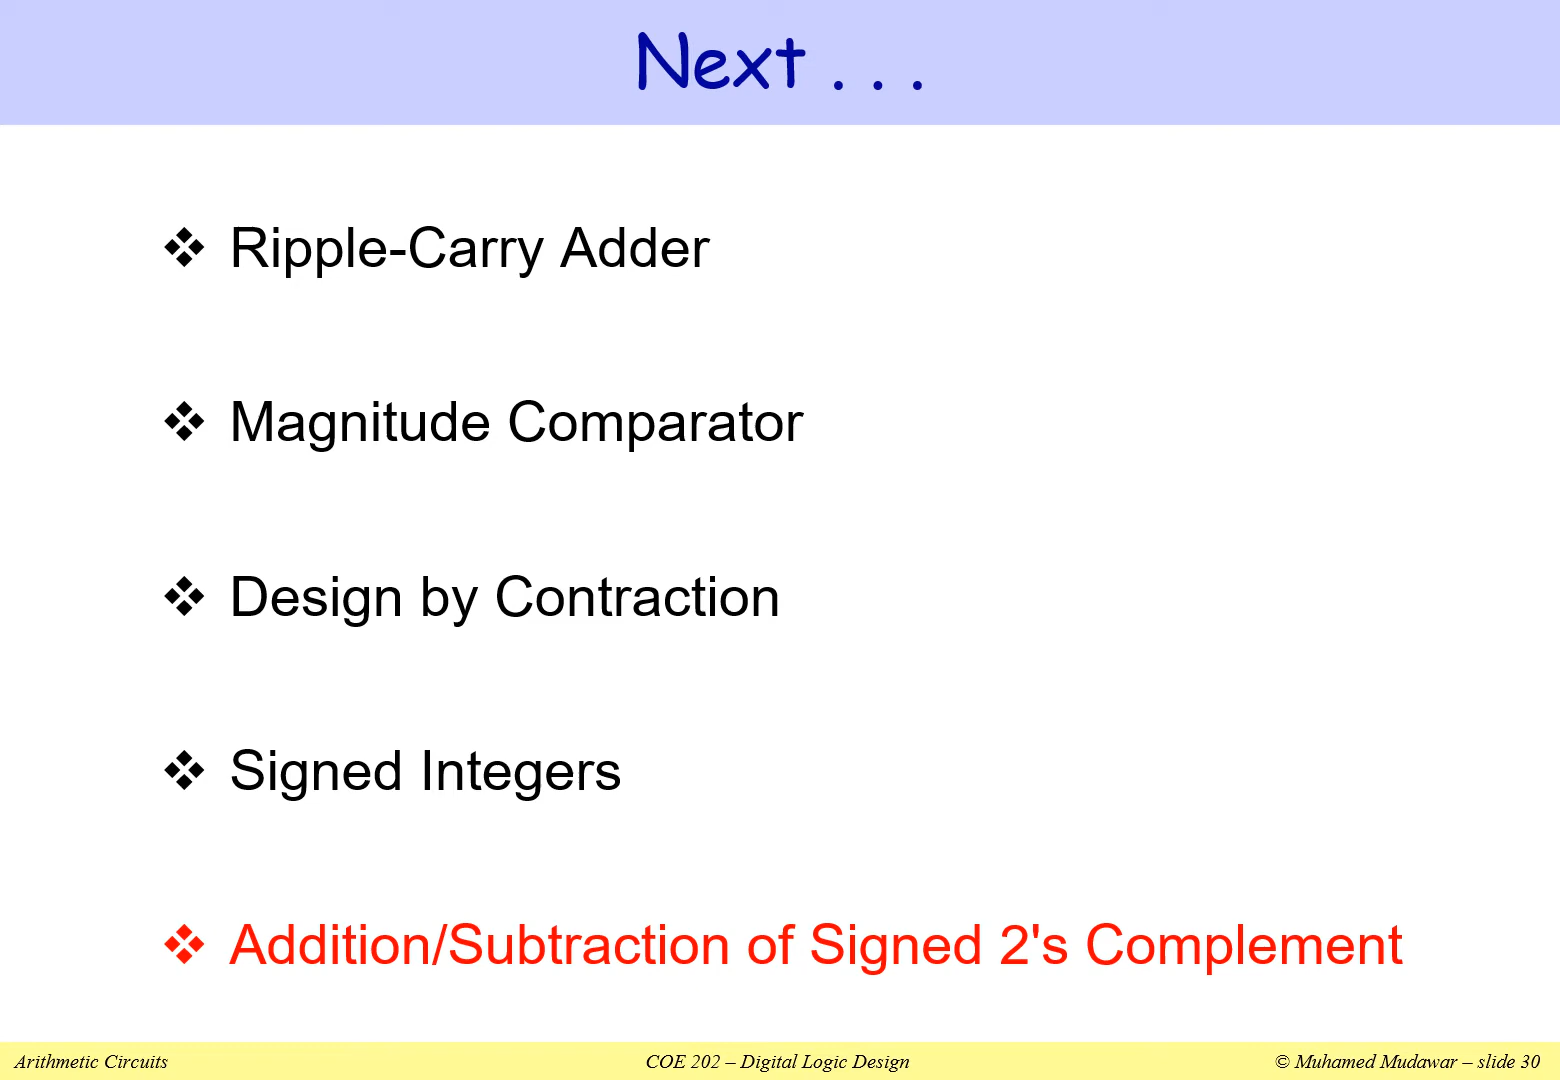 Next . . .
❖ Ripple-Carry Adder
❖ Magnitude Comparator
❖ Design by Contraction
❖ Signed Integers
❖ Addition/Subtraction of Signed 2's Complement
Arithmetic Circuits COE 202 – Digital Logic Design © Muhamed Mudawar – slide 30